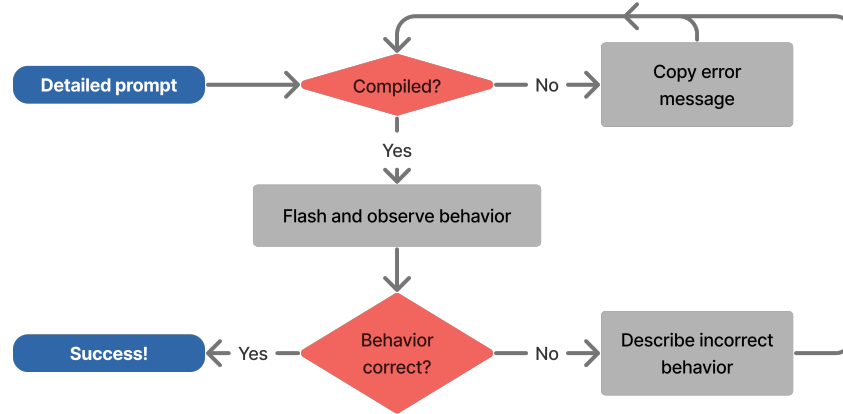 Detailed prompt
Compiled?
No
Copy error
message
Yes
Flash and observe behavior
Behavior
correct?
Yes
Success!
No
Describe incorrect
behavior